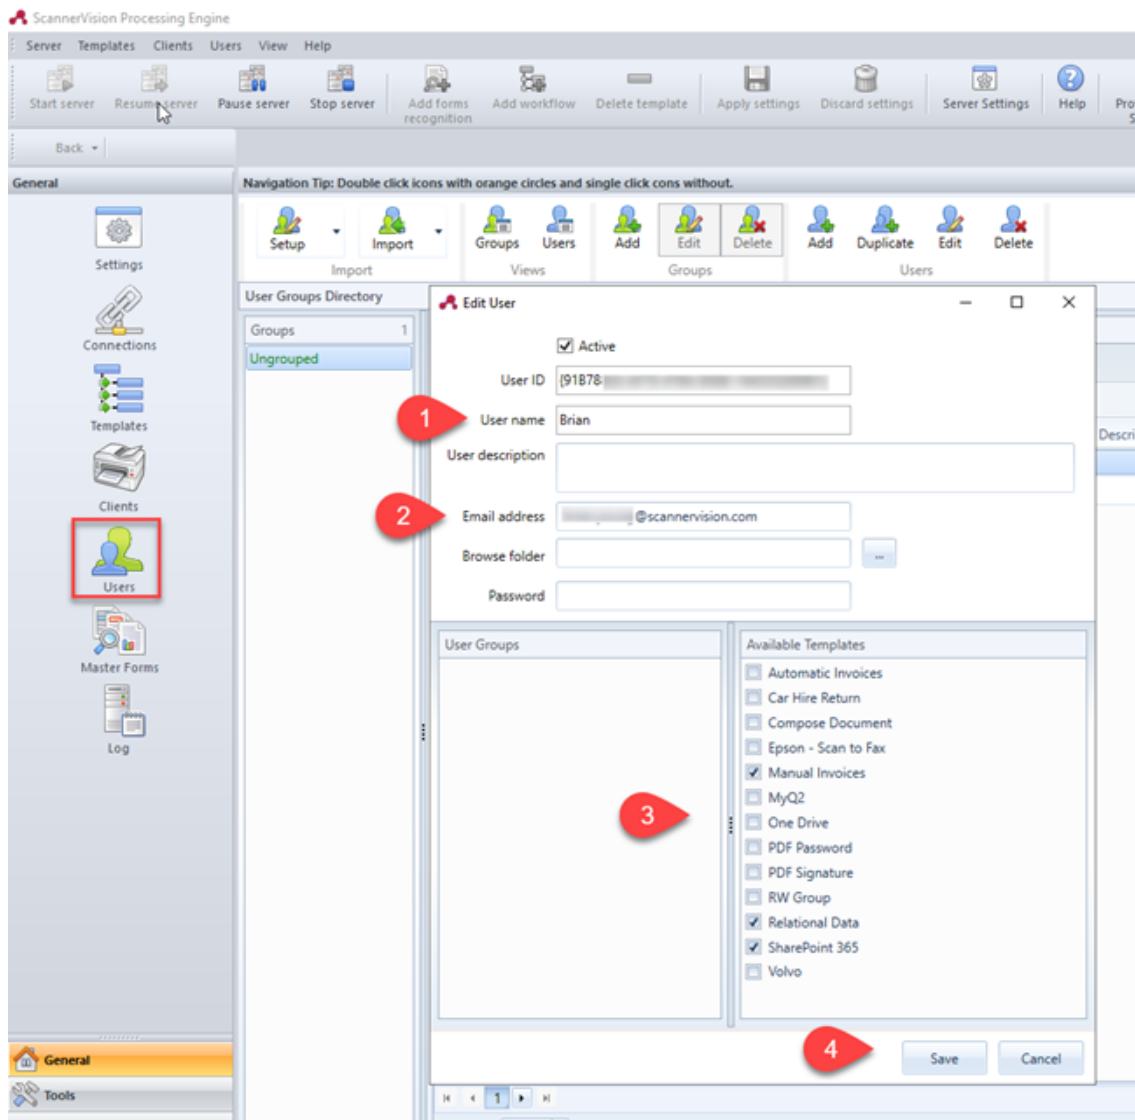 ScannerVision Processing Engine
Server Templates Clients Users View Help
Start server Resume server Pause server Stop server Add forms recognition Add workflow Delete template Apply settings Discard settings Server Settings Help
Back
General
Navigation Tip: Double click icons with orange circles and single click cons without.
Settings
Connections
Templates
Clients
Users
Master Forms
Log
General
Tools
Setup Import Groups Users Add Edit Delete Add Duplicate Edit Delete
Import Views Groups Users
User Groups Directory
Groups 1
Ungrouped
Edit User
Active
User ID {91B78
1 User name Brian
User description
2 Email address @scannervision.com
Browse folder ...
Password
User Groups
Available Templates
Automatic Invoices
Car Hire Return
Compose Document
Epson - Scan to Fax
Manual Invoices
MyQ2
3
One Drive
PDF Password
PDF Signature
RW Group
Relational Data
SharePoint 365
Volvo
4 Save Cancel
1